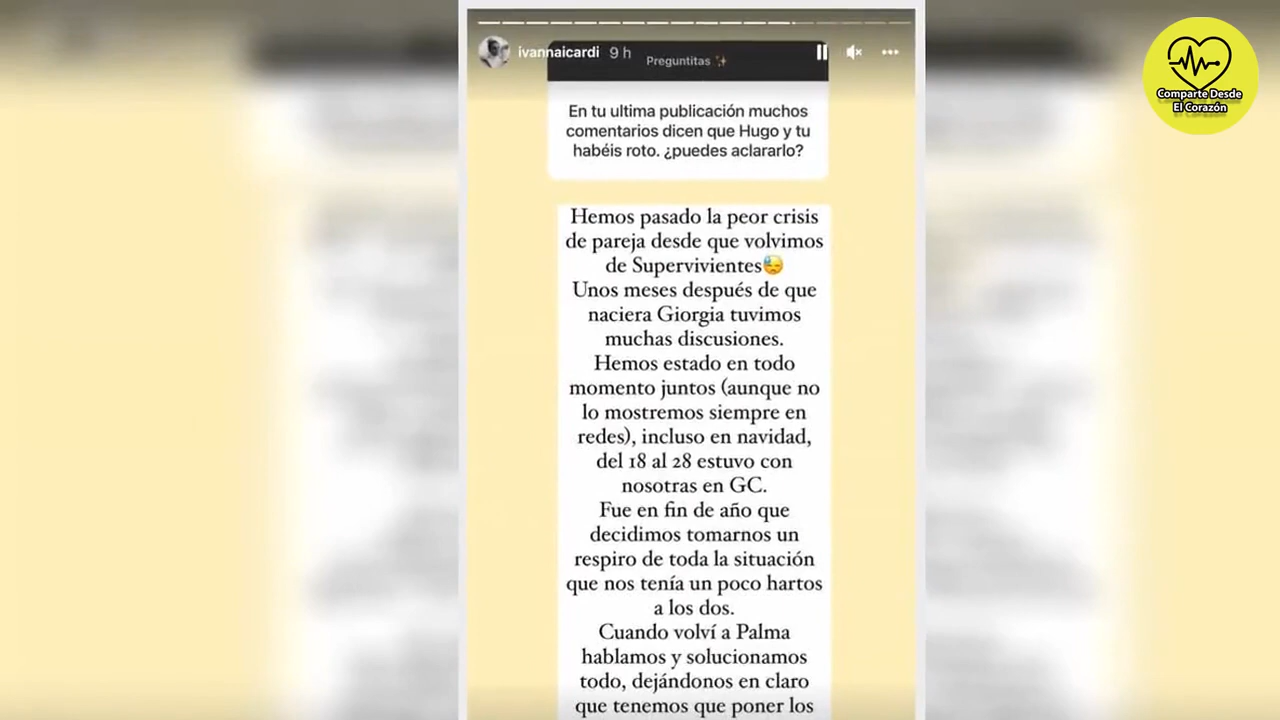 ivannaicardi 9 h
Preguntitas ✨
En tu ultima publicación muchos
comentarios dicen que Hugo y tu
habéis roto. ¿puedes aclararlo?
Hemos pasado la peor crisis
de pareja desde que volvimos
de Supervivientes😓
Unos meses después de que
naciera Giorgia tuvimos
muchas discusiones.
Hemos estado en todo
momento juntos (aunque no
lo mostremos siempre en
redes), incluso en navidad,
del 18 al 28 estuvo con
nosotras en GC.
Fue en fin de año que
decidimos tomarnos un
respiro de toda la situación
que nos tenía un poco hartos
a los dos.
Cuando volví a Palma
hablamos y solucionamos
todo, dejándonos en claro
que tenemos que poner los
Comparte Desde
El Corazón